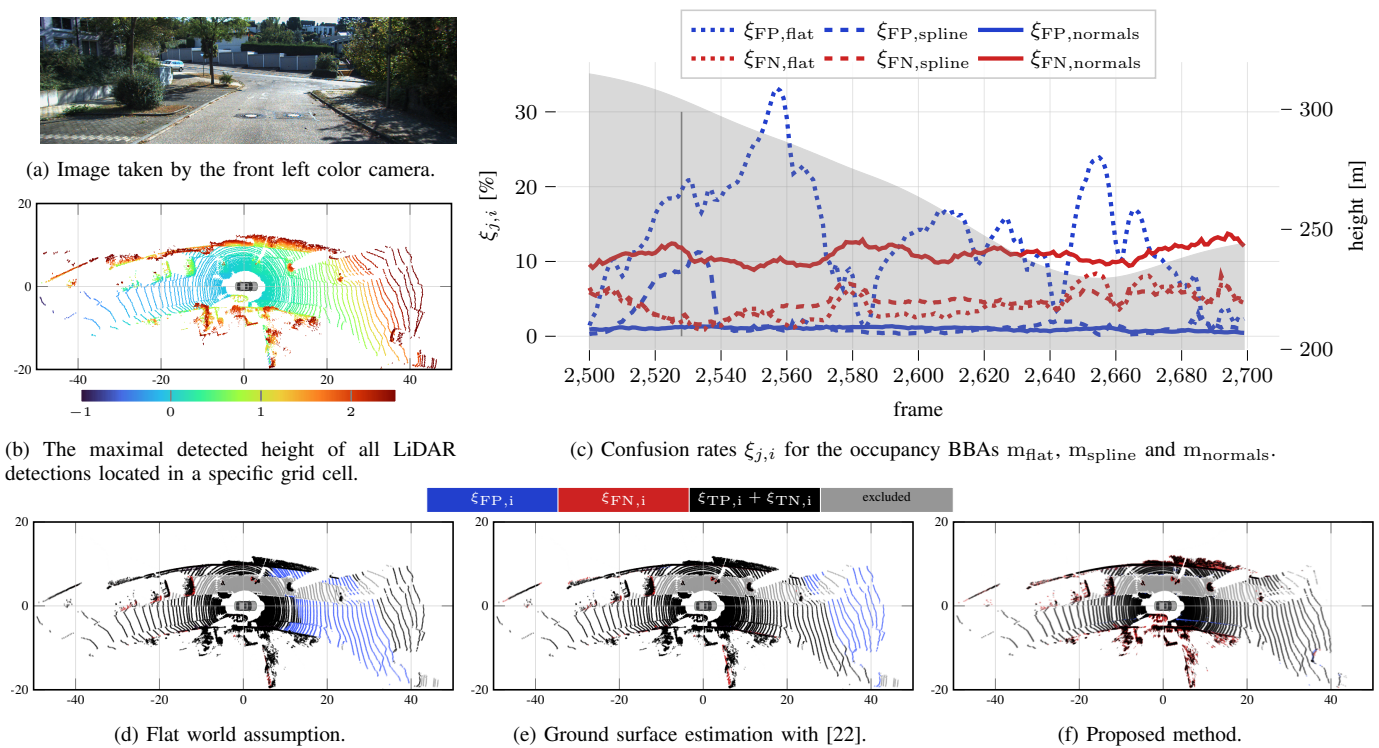 (a) Image taken by the front left color camera.
20
0
−20
-40
-20
0
20
40
−1
0
1
2
(b) The maximal detected height of all LiDAR
detections located in a specific grid cell.
ξFP,flat
ξFP,spline
ξFP,normals
ξFN,flat
ξFN,spline
ξFN,normals
ξj,i [%]
30
20
10
0
300
250
200
height [m]
2,500
2,520
2,540
2,560
2,580
2,600
2,620
2,640
2,660
2,680
2,700
frame
(c) Confusion rates ξj,i for the occupancy BBAs mflat, mspline and mnormals.
ξFP,i
ξFN,i
ξTP,i + ξTN,i
excluded
20
0
-20
-40
-20
0
20
40
(d) Flat world assumption.
20
0
-20
-40
-20
0
20
40
(e) Ground surface estimation with [22].
20
0
-20
-40
-20
0
20
40
(f) Proposed method.